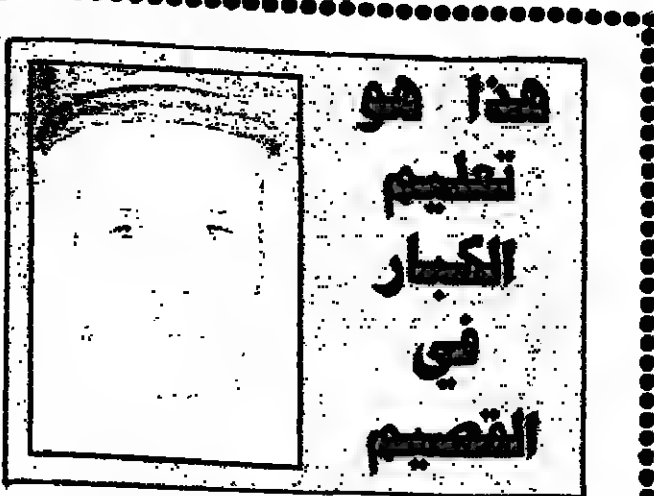 هذا هو
تعليم
الكبار
في
القصيم